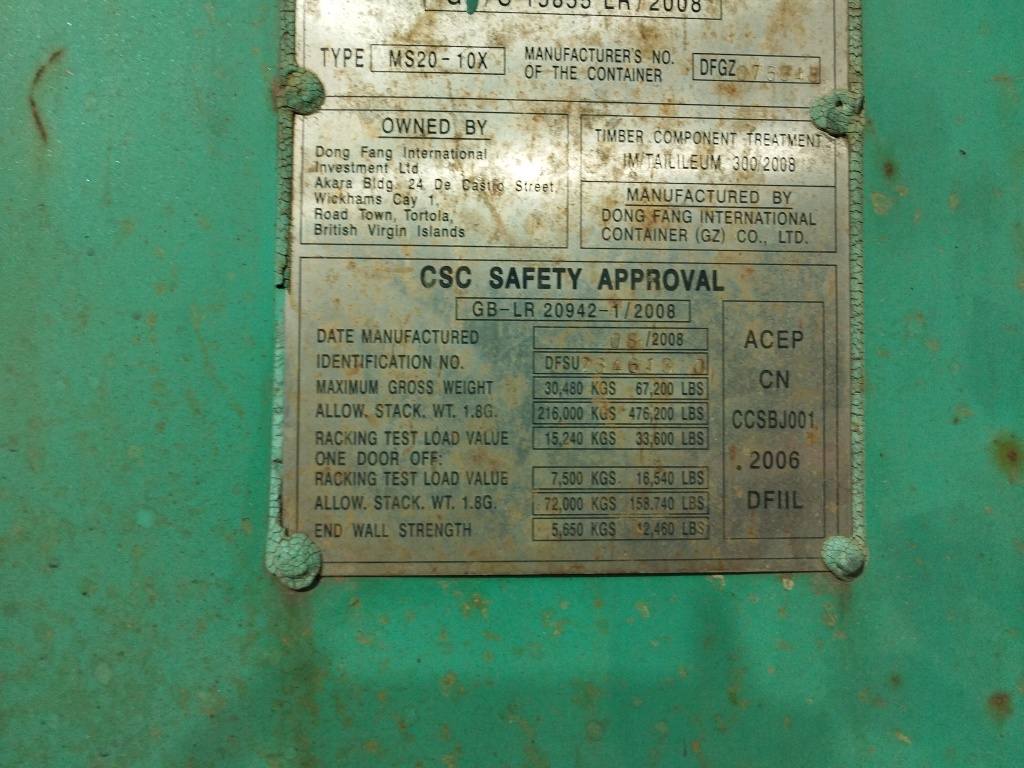 15855 LR/2008
TYPE MS20-10X MANUFACTURER'S NO. OF THE CONTAINER DFGZ
OWNED BY
Dong Fang International
Investment Ltd.
Akara Bldg. 24 De Castro Street,
Wickhams Cay 1,
Road Town, Tortola,
British Virgin Islands
TIMBER COMPONENT TREATMENT
IM/TAILILEUM 300/2008
MANUFACTURED BY
DONG FANG INTERNATIONAL
CONTAINER (GZ) CO., LTD.
CSC SAFETY APPROVAL
GB-LR 20942-1/2008
DATE MANUFACTURED /2008
IDENTIFICATION NO. DFSU
MAXIMUM GROSS WEIGHT 30,480 KGS 67,200 LBS
ALLOW. STACK. WT. 1.8G. 216,000 KGS 476,200 LBS
RACKING TEST LOAD VALUE 15,240 KGS 33,600 LBS
ONE DOOR OFF:
RACKING TEST LOAD VALUE 7,500 KGS 16,540 LBS
ALLOW. STACK. WT. 1.8G. 72,000 KGS 158.740 LBS
END WALL STRENGTH 5,650 KGS 12,460 LBS
ACEP
CN
CCSBJ001
2006
DFIIL